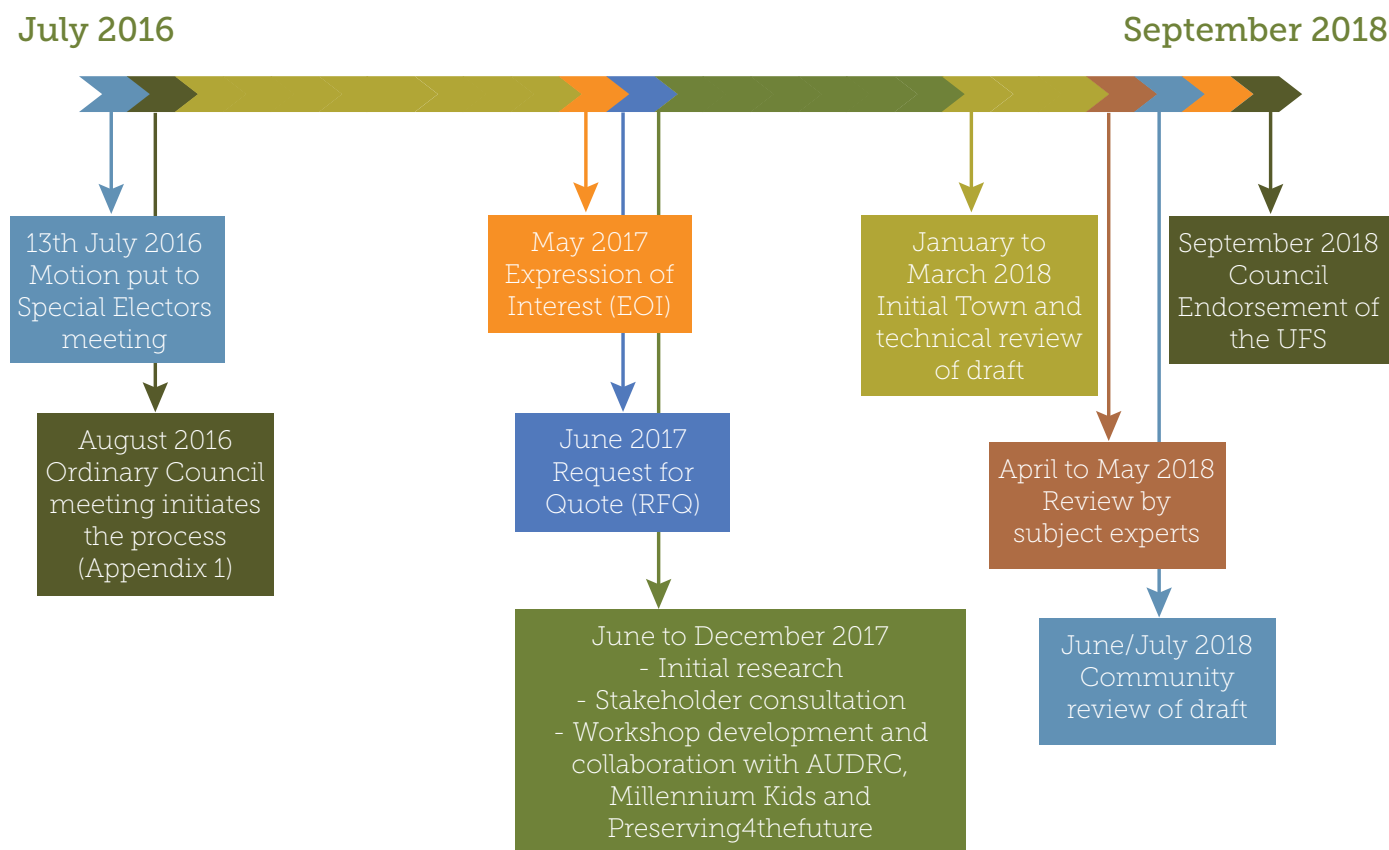 July 2016
September 2018
13th July 2016
Motion put to
Special Electors
meeting
August 2016
Ordinary Council
meeting initiates
the process
(Appendix 1)
May 2017
Expression of
Interest (EOI)
June 2017
Request for
Quote (RFQ)
June to December 2017
- Initial research
- Stakeholder consultation
- Workshop development and
collaboration with AUDRC,
Millennium Kids and
Preserving4thefuture
January to
March 2018
Initial Town and
technical review
of draft
April to May 2018
Review by
subject experts
June/July 2018
Community
review of draft
September 2018
Council
Endorsement of
the UFS